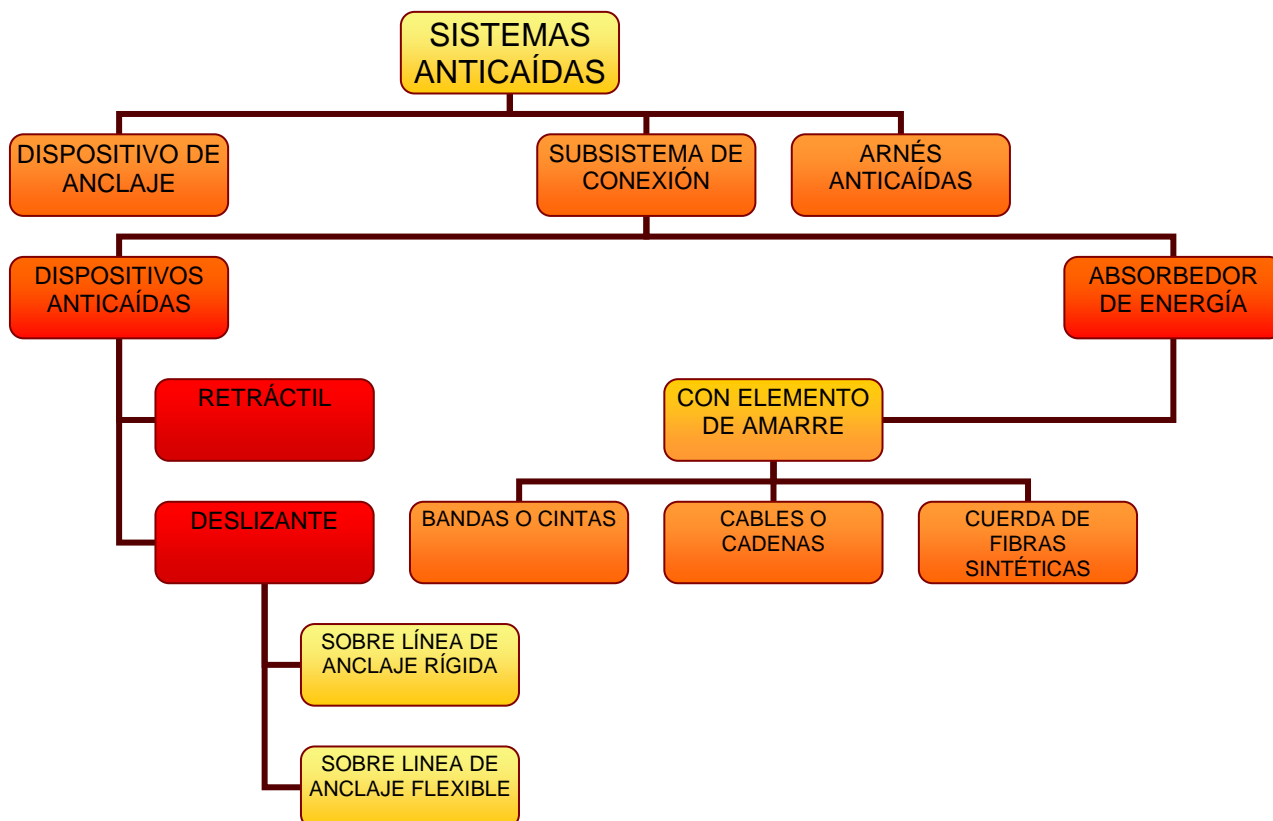 SISTEMAS
ANTICAÍDAS
DISPOSITIVO DE
ANCLAJE
SUBSISTEMA DE
CONEXIÓN
ARNÉS
ANTICAÍDAS
DISPOSITIVOS
ANTICAÍDAS
ABSORBEDOR
DE ENERGÍA
RETRÁCTIL
CON ELEMENTO
DE AMARRE
DESLIZANTE
BANDAS O CINTAS
CABLES O
CADENAS
CUERDA DE
FIBRAS
SINTÉTICAS
SOBRE LÍNEA DE
ANCLAJE RÍGIDA
SOBRE LINEA DE
ANCLAJE FLEXIBLE